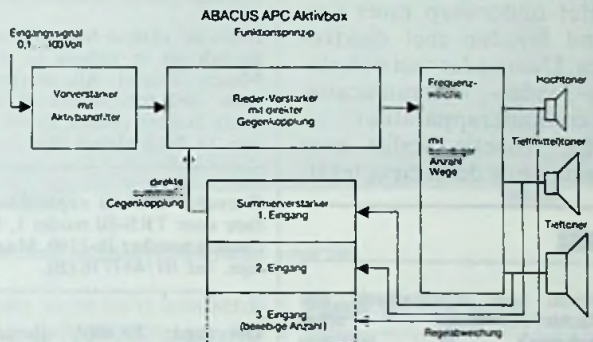 ABACUS APC Aktivbox
Funktionsprinzip
Eingangssignal
0,1 100 Volt
Vorverstärker
mit
Aktivbandfilter
Rieder-Verstärker
mit direkter
Gegenkopplung
Frequenz-
weiche
mit
Anzahl
Wege
Hochtöner
Tiefmitteltöner
Tieftöner
direkte
Gegenkopplung
Summierverstärker
1. Eingang
2. Eingang
3. Eingang
(beliebige Anzahl)
Regelabweichung